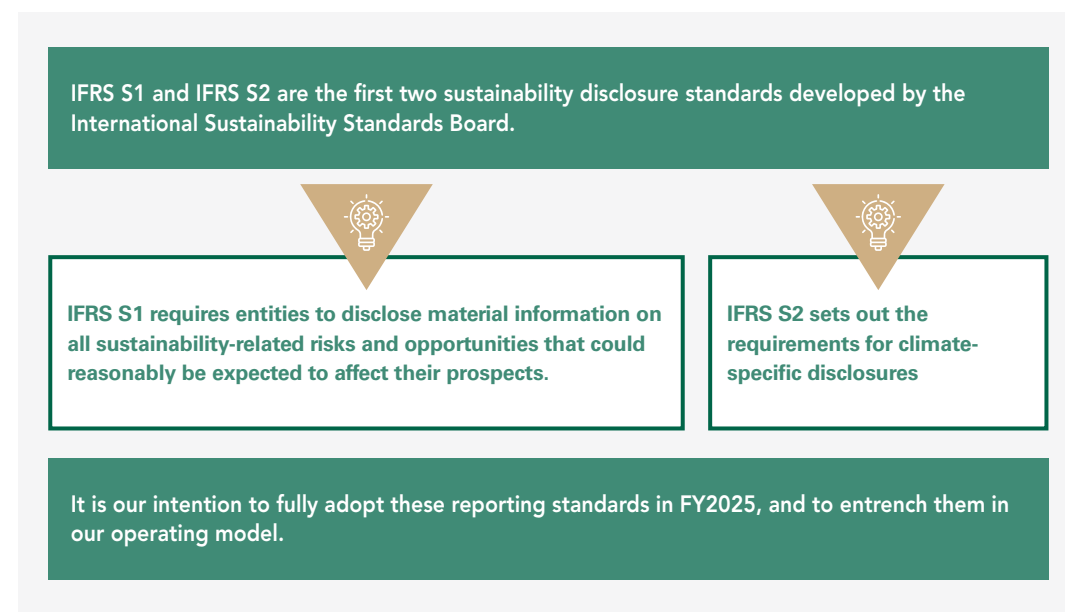 IFRS S1 and IFRS S2 are the first two sustainability disclosure standards developed by the
International Sustainability Standards Board.
IFRS S1 requires entities to disclose material information on
all sustainability-related risks and opportunities that could
reasonably be expected to affect their prospects.
IFRS S2 sets out the
requirements for climate-
specific disclosures
It is our intention to fully adopt these reporting standards in FY2025, and to entrench them in
our operating model.